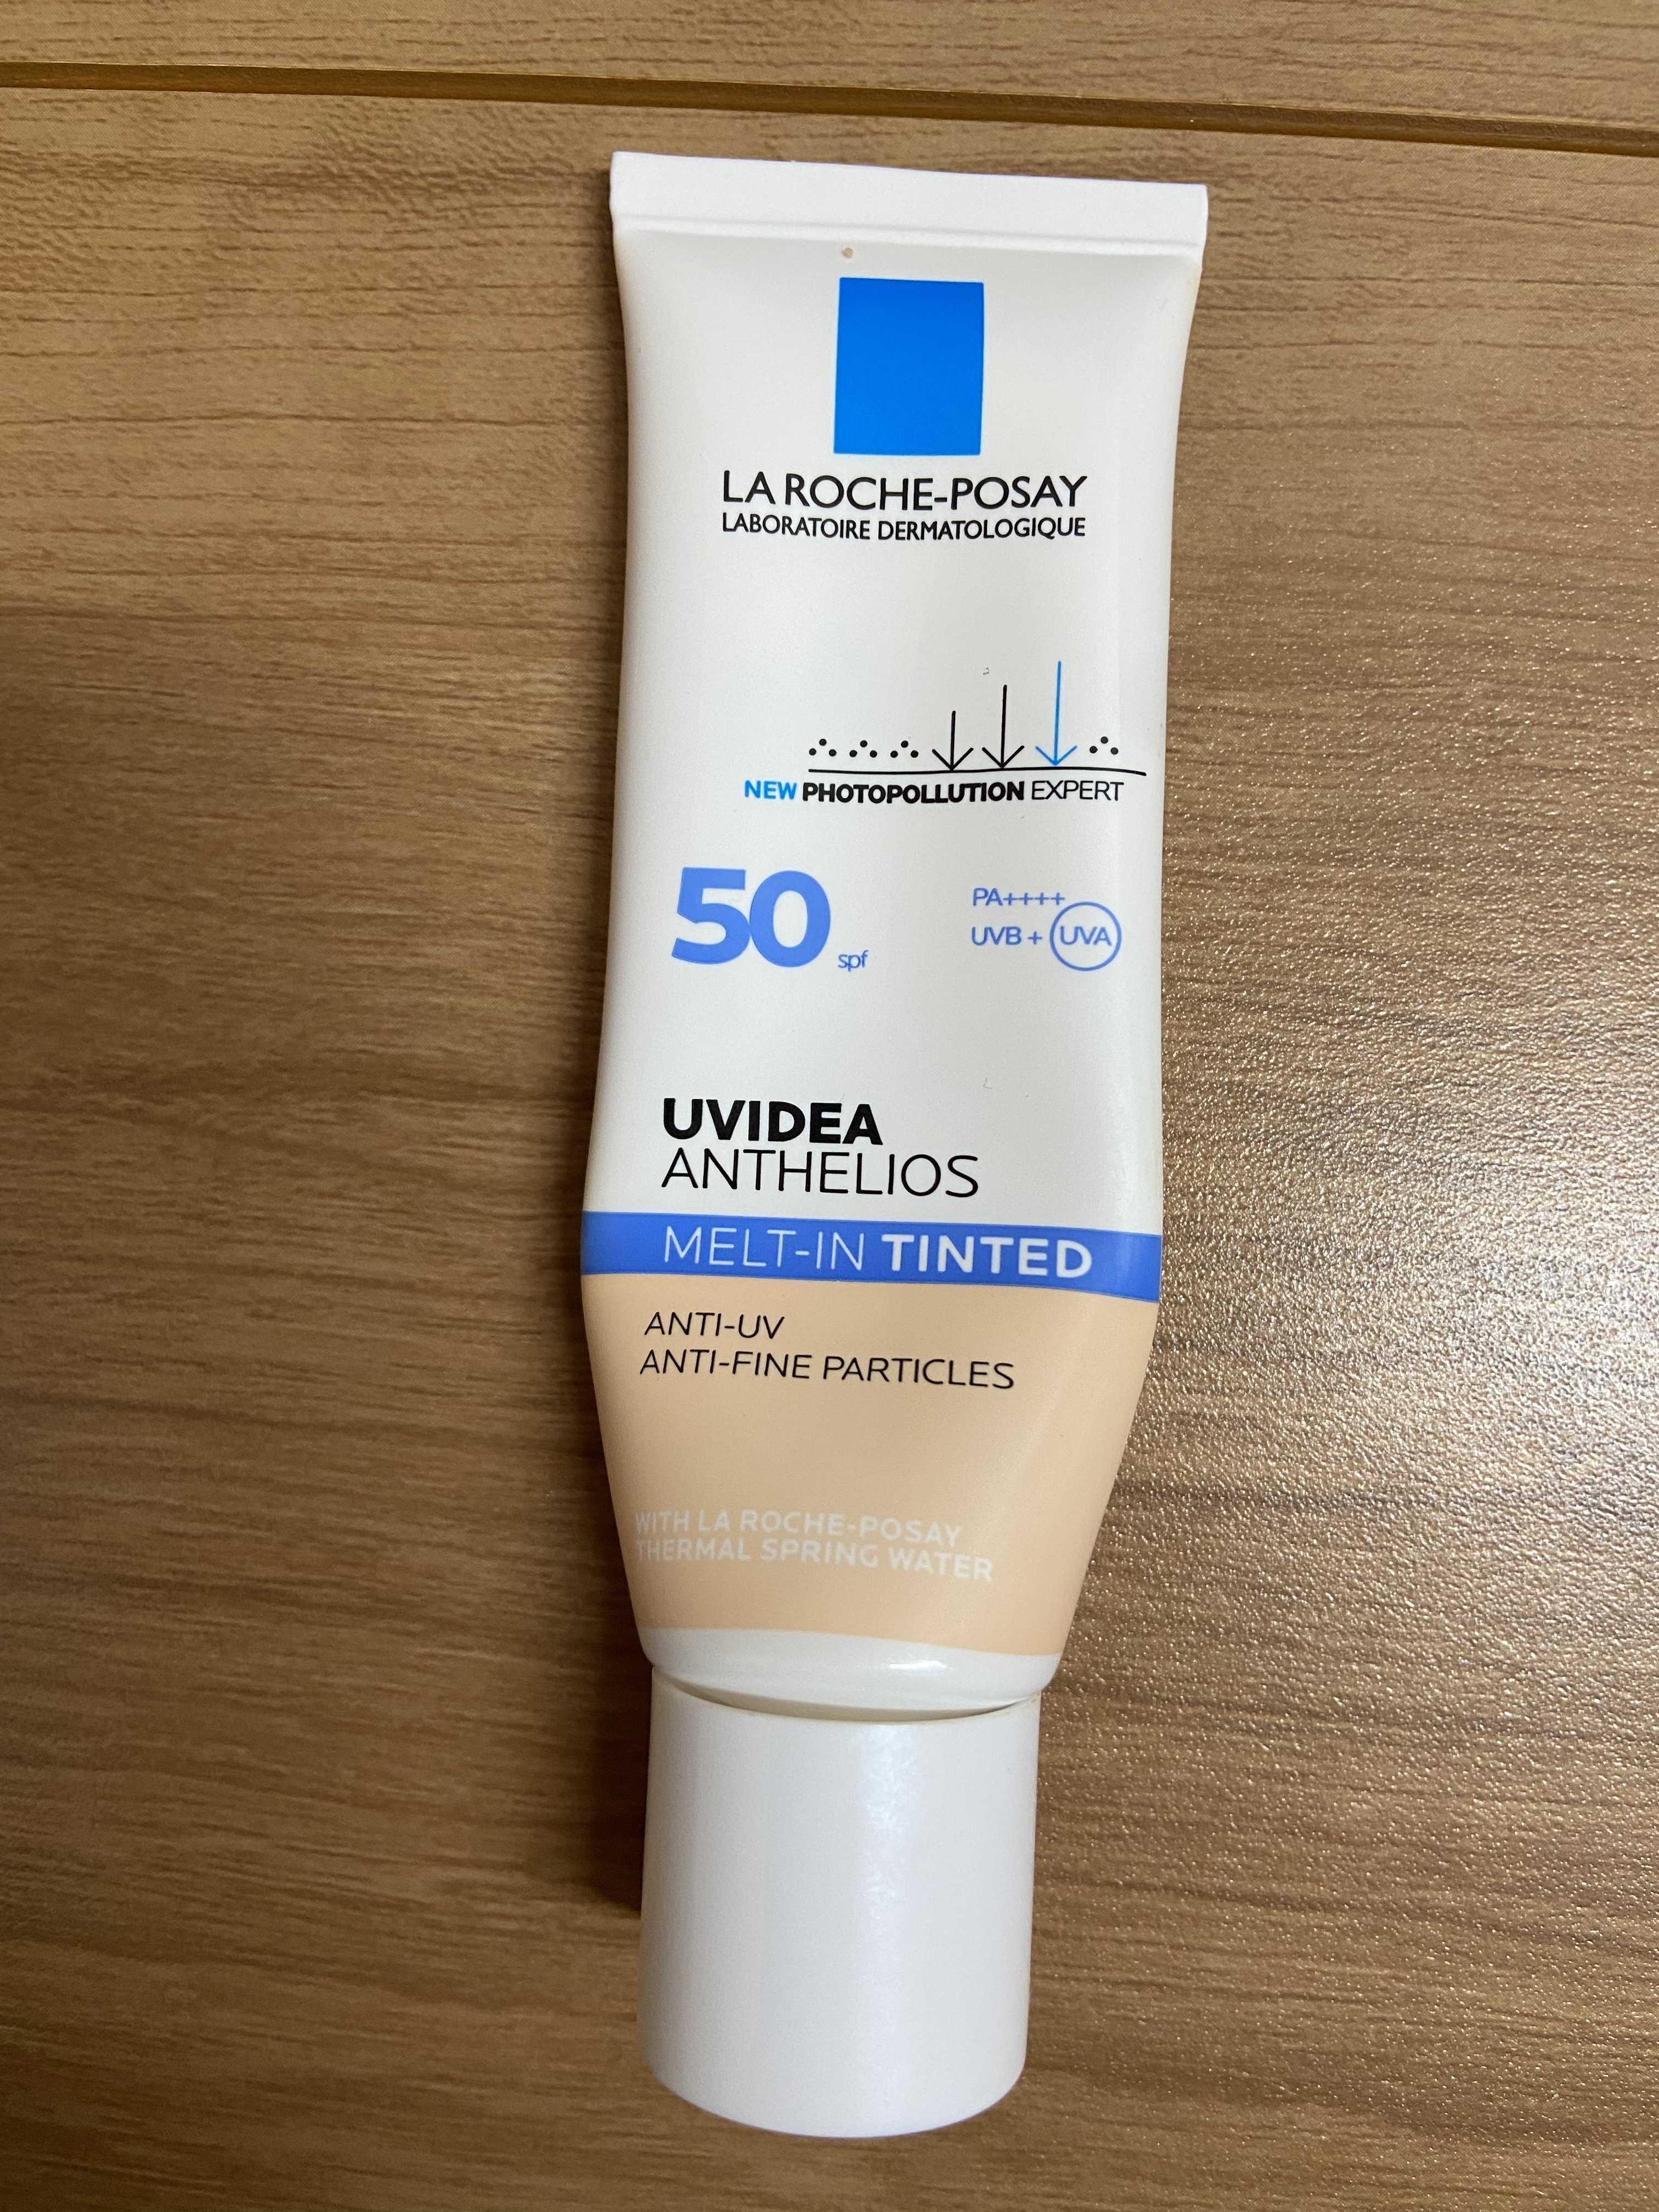 LA ROCHE-POSAY
LABORATOIRE DERMATOLOGIQUE
NEW PHOTOPOLLUTION EXPERT
50 spf
PA++++
UVB + UVA
UVIDEA
ANTHELIOS
MELT-IN TINTED
ANTI-UV
ANTI-FINE PARTICLES
WITH LA ROCHE-POSAY
THERMAL SPRING WATER